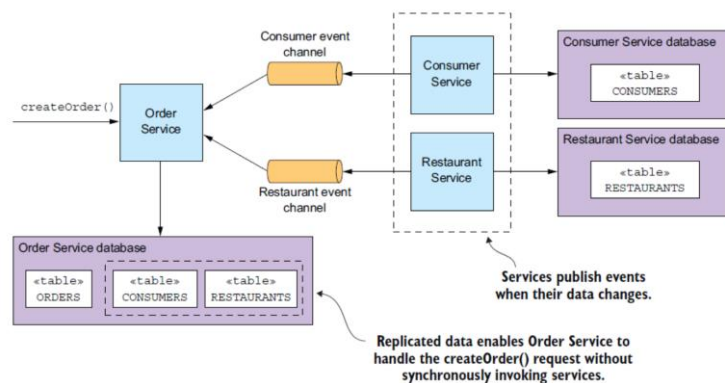 Consumer event
channel
Consumer
Service
Consumer Service database
«table»
CONSUMERS
createOrder()
Order
Service
Restaurant
Service
Restaurant Service database
«table»
RESTAURANTS
Restaurant event
channel
Order Service database
«table»
ORDERS
«table»
CONSUMERS
«table»
RESTAURANTS
Services publish events
when their data changes.
Replicated data enables Order Service to
handle the createOrder() request without
synchronously invoking services.